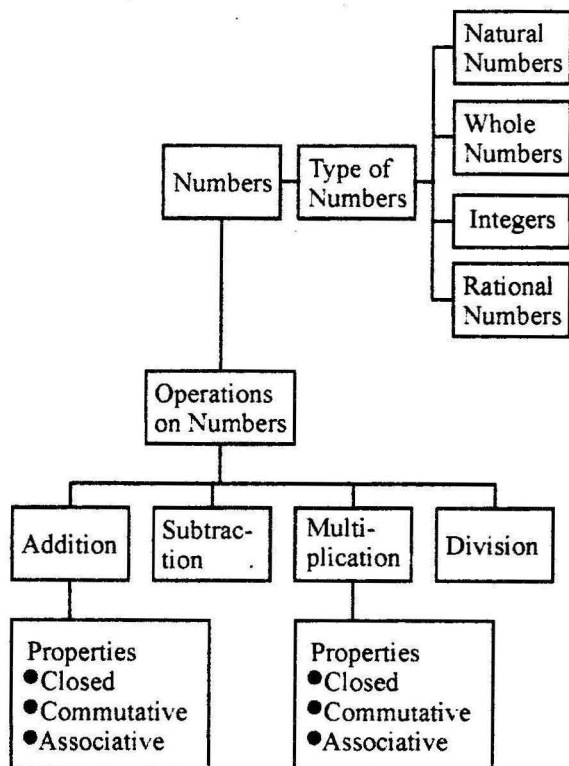 Natural
Numbers
Whole
Numbers
Numbers
Type of
Numbers
Integers
Rational
Numbers
Operations
on Numbers
Addition
Subtrac-
tion
Multi-
plication
Division
Properties
●Closed
●Commutative
●Associative
Properties
●Closed
●Commutative
●Associative